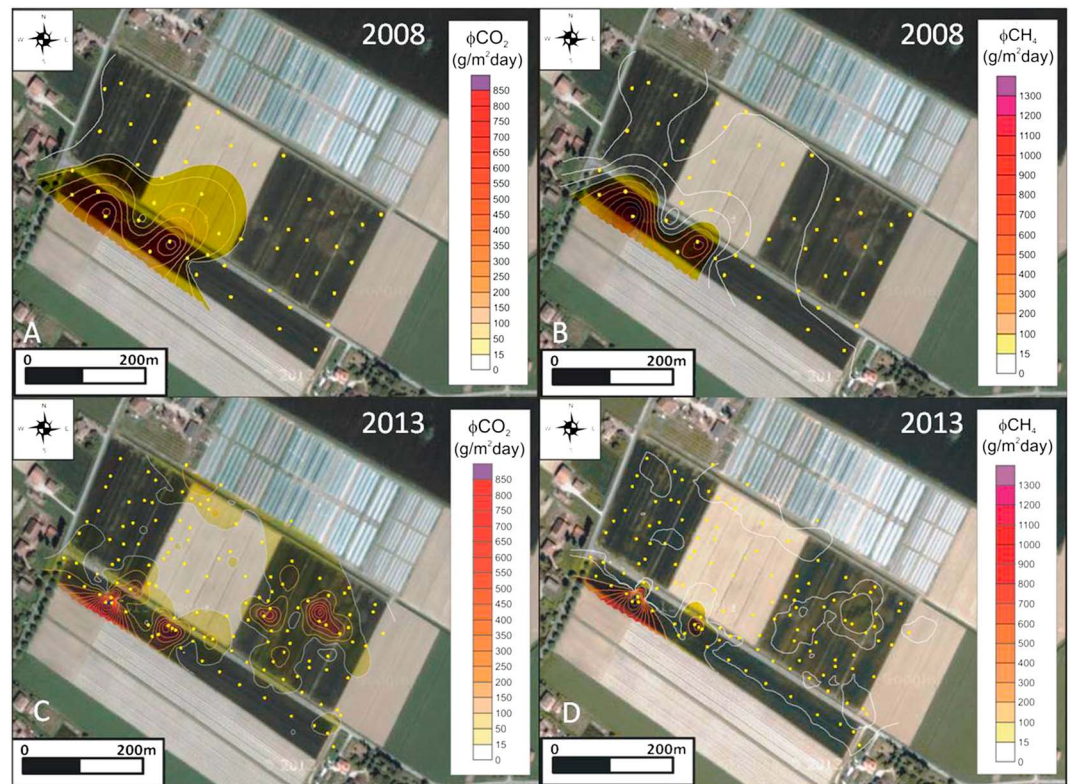 N
W
L
S
2008
ϕCO₂
(g/m²day)
850
800
750
700
650
600
550
500
450
400
350
300
250
200
150
100
50
15
0
A
0
200m
N
W
L
S
2008
ϕCH₄
(g/m²day)
1300
1200
1100
1000
900
800
700
600
500
400
300
200
100
15
0
B
0
200m
N
W
L
S
2013
ϕCO₂
(g/m²day)
850
800
750
700
650
600
550
500
450
400
350
300
250
200
150
100
50
15
0
C
0
200m
N
W
L
S
2013
ϕCH₄
(g/m²day)
1300
1200
1100
1000
900
800
700
600
500
400
300
200
100
15
0
D
0
200m